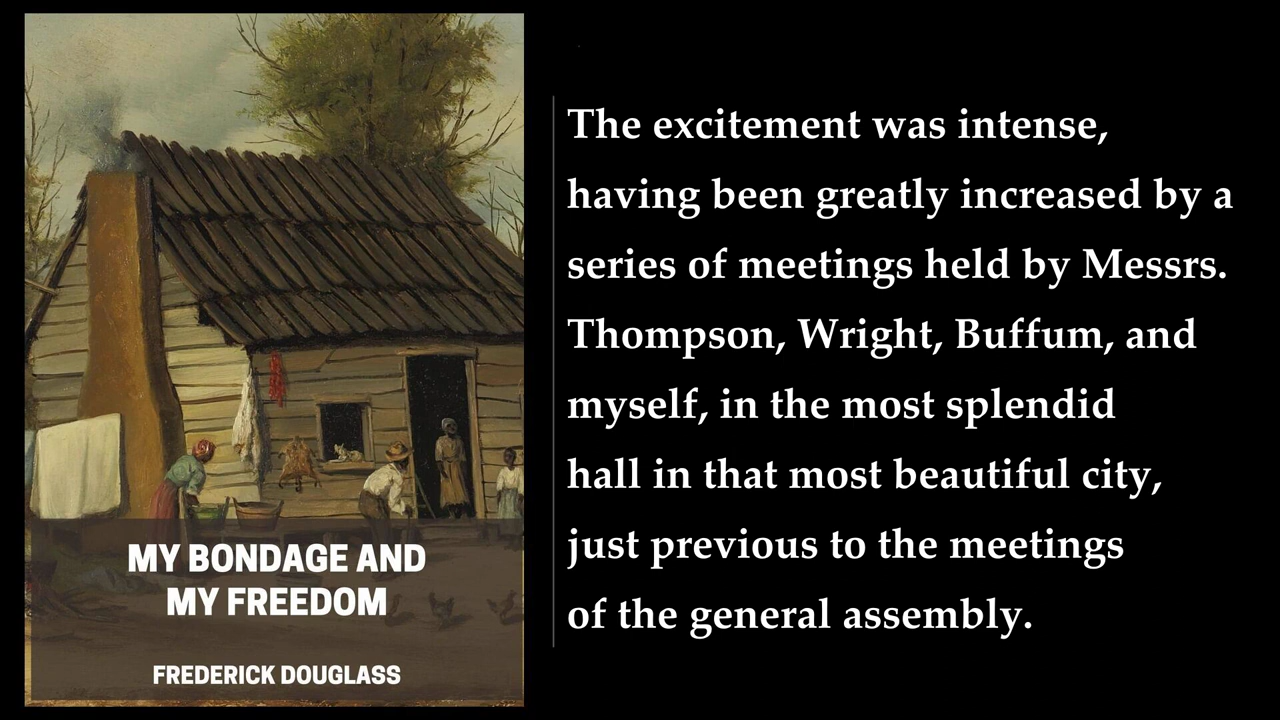 MY BONDAGE AND
MY FREEDOM
FREDERICK DOUGLASS
The excitement was intense,
having been greatly increased by a
series of meetings held by Messrs.
Thompson, Wright, Buffum, and
myself, in the most splendid
hall in that most beautiful city,
just previous to the meetings
of the general assembly.